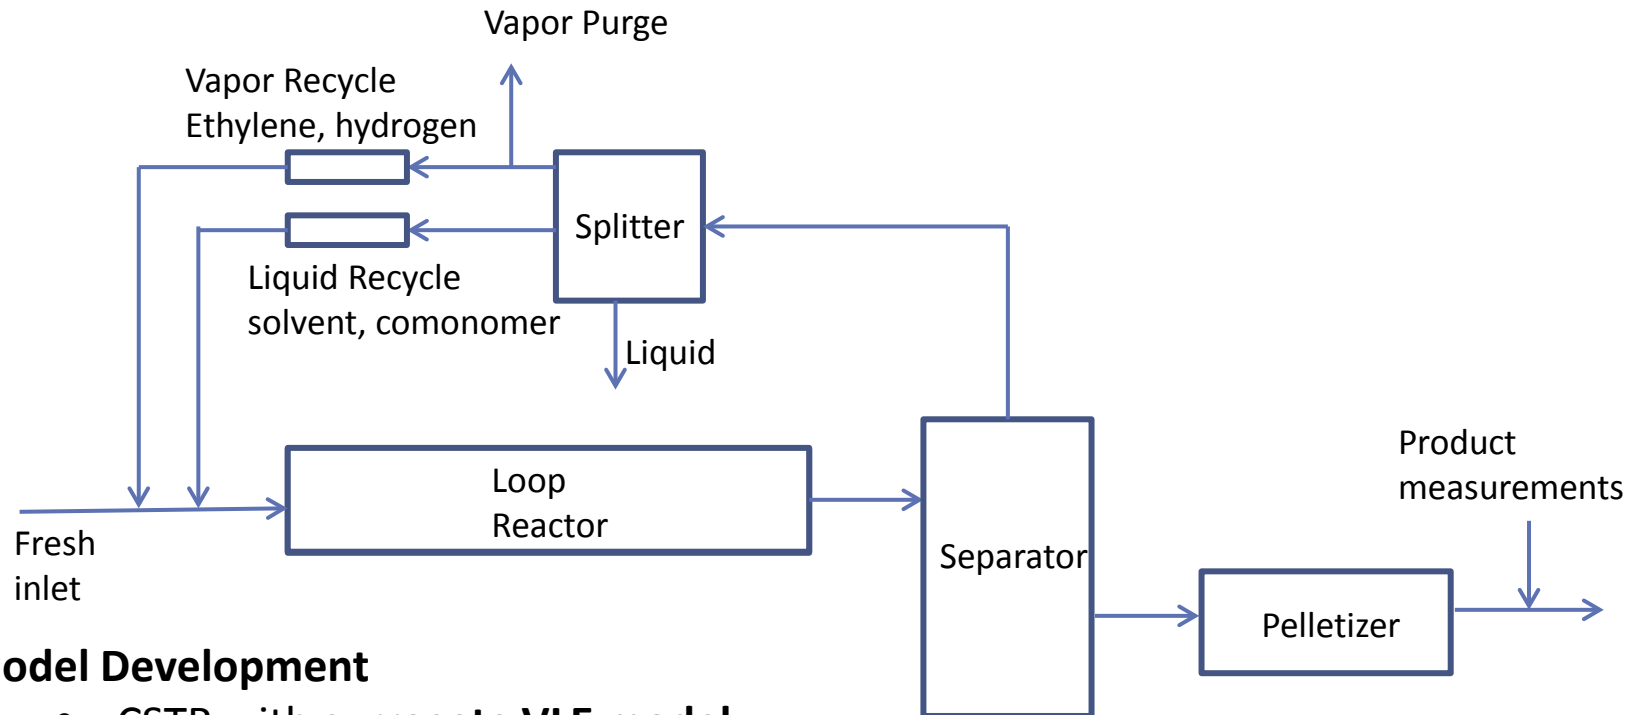 Vapor Purge
Vapor Recycle
Ethylene, hydrogen
Splitter
Liquid Recycle
solvent, comonomer
Liquid
Loop
Reactor
Product
measurements
Fresh
inlet
Separator
Pelletizer
odel Development